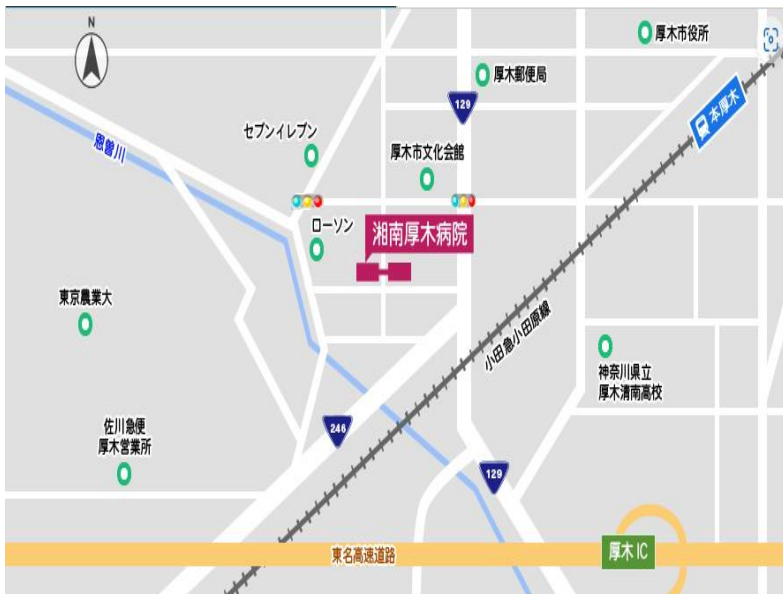 N
厚木市役所
厚木郵便局
129
本厚木
セブンイレブン
厚木市文化会館
恩曽川
ローソン
湘南厚木病院
東京農業大
小田急小田原線
神奈川県立
厚木清南高校
佐川急便
厚木営業所
246
129
東名高速道路
厚木 IC